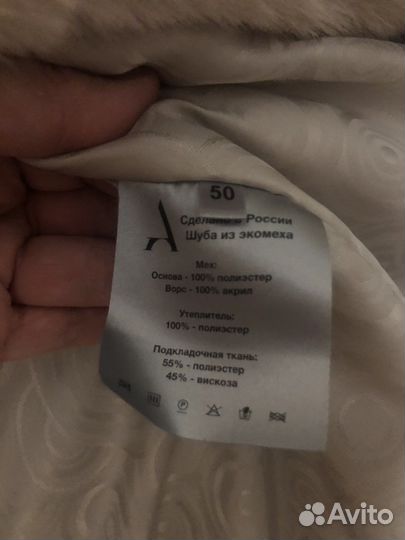 50
Сделано в России
Шуба из экомеха
Мех:
Основа - 100% полиэстер
Ворс - 100% акрил
Утеплитель:
100% - полиэстер
Подкладочная ткань:
55% - полиэстер
45% - вискоза
Avito